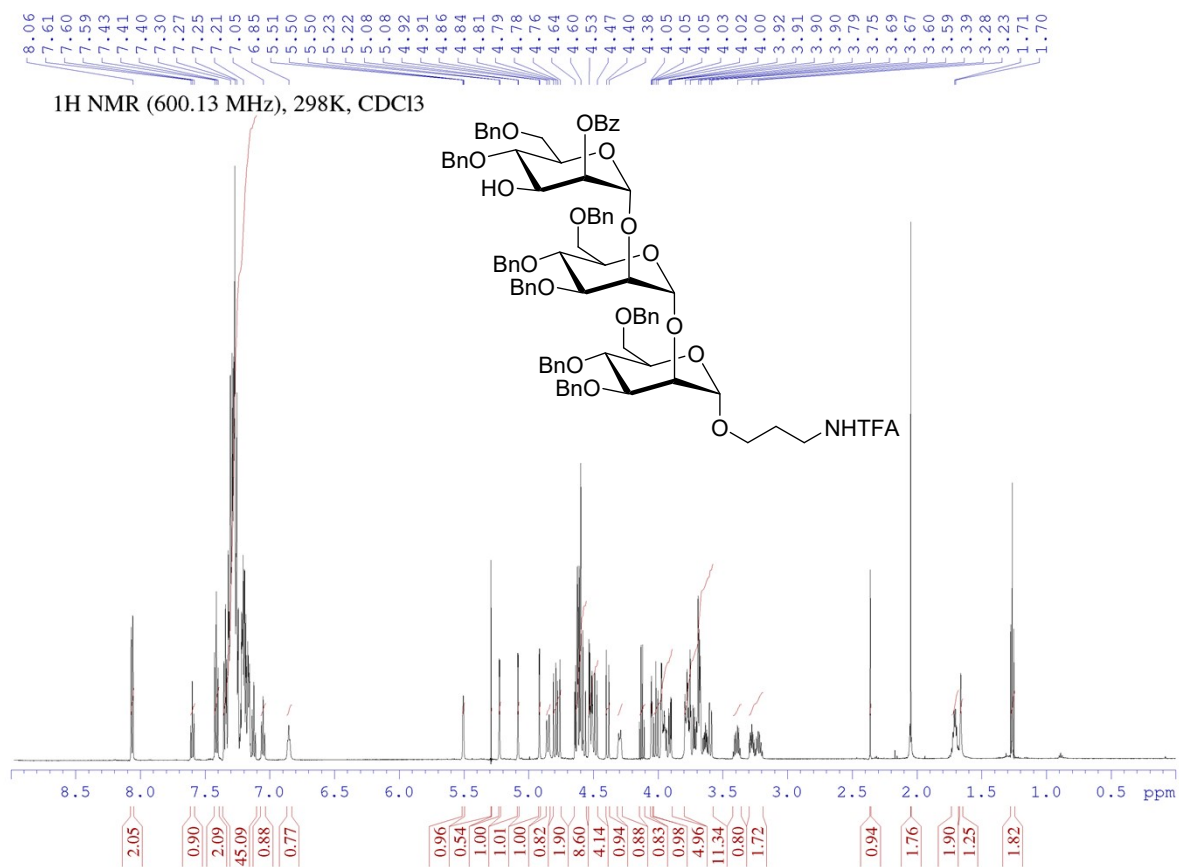 8.06 7.61 7.60 7.59 7.43 7.41 7.40 7.30 7.27 7.25 7.21 7.05 6.85 5.51 5.50 5.50 5.23 5.22 5.08 5.08 4.92 4.91 4.86 4.84 4.81 4.79 4.78 4.76 4.64 4.60 4.53 4.47 4.40 4.38 4.05 4.05 4.03 4.02 4.00 3.92 3.91 3.90 3.90 3.79 3.75 3.69 3.67 3.60 3.59 3.39 3.28 3.23 1.71 1.70
1H NMR (600.13 MHz), 298K, CDCl3
BnO OBz
O
BnO
HO
OBn O
O
BnO
BnO
OBn O
O
BnO
BnO
O NHTFA
8.5 8.0 7.5 7.0 6.5 6.0 5.5 5.0 4.5 4.0 3.5 3.0 2.5 2.0 1.5 1.0 0.5 ppm
2.05 0.90 2.09 45.09 0.88 0.77 0.96 0.54 1.00 1.01 1.00 0.82 1.90 8.60 4.14 0.94 0.88 0.83 0.98 4.96 11.34 0.80 1.72 0.94 1.76 1.90 1.25 1.82